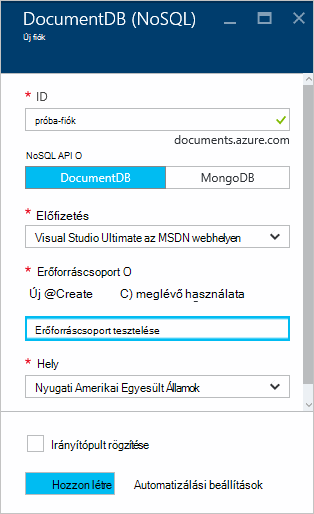 DocumentDB (NoSQL)
Új fiók
* ID
próba-fiók
documents.azure.com
NoSQL API O
DocumentDB MongoDB
* Előfizetés
Visual Studio Ultimate az MSDN webhelyen
* Erőforráscsoport O
Új @Create C) meglévő használata
Erőforráscsoport tesztelése
* Hely
Nyugati Amerikai Egyesült Államok
Irányítópult rögzítése
Hozzon létre Automatizálási beállítások